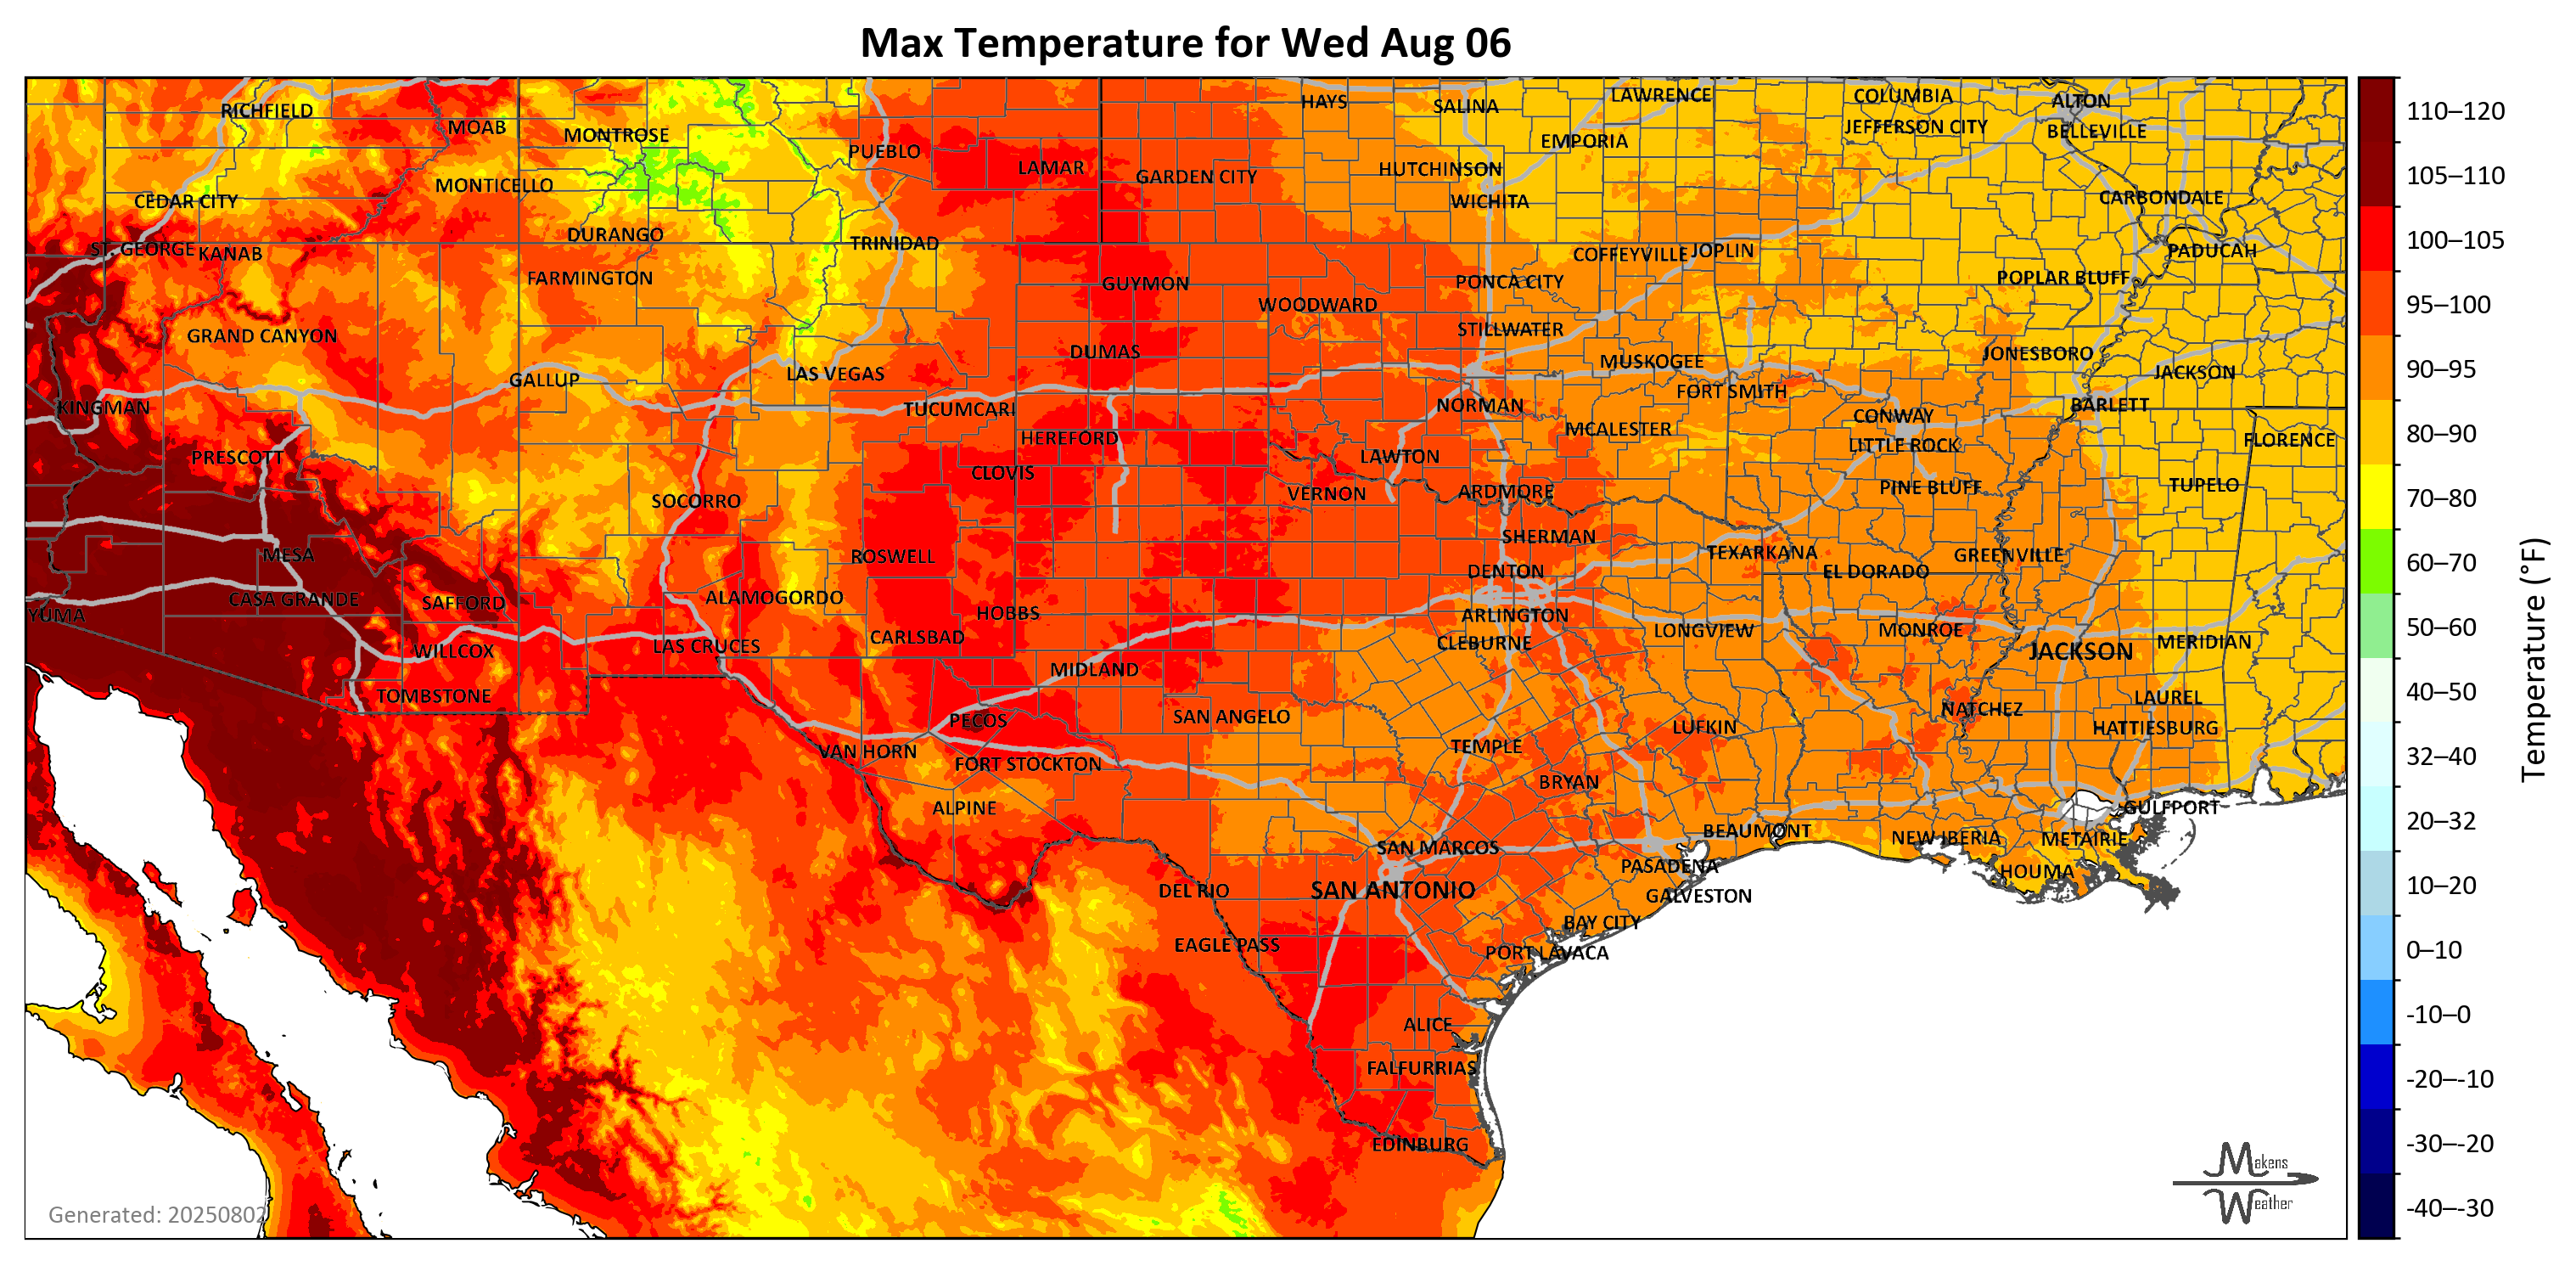 Max Temperature for Wed Aug 06
RICHFIELD
MOAB
MONTROSE
PUEBLO
LAMAR
HAYS
SALINA
LAWRENCE
COLUMBIA
ALTON
EMPORIA
JEFFERSON CITY
BELLEVILLE
CEDAR CITY
MONTICELLO
GARDEN CITY
HUTCHINSON
WICHITA
CARBONDALE
ST. GEORGE
KANAB
DURANGO
TRINIDAD
COFFEYVILLE
JOPLIN
PADUCAH
FARMINGTON
GUYMON
WOODWARD
PONCA CITY
POPLAR BLUFF
GRAND CANYON
DUMAS
STILLWATER
MUSKOGEE
JONESBORO
GALLUP
LAS VEGAS
FORT SMITH
JACKSON
KINGMAN
TUCUMCARI
NORMAN
CONWAY
BARLETT
PRESCOTT
HEREFORD
LAWTON
MCALESTER
LITTLE ROCK
FLORENCE
SOCORRO
CLOVIS
VERNON
ARDMORE
PINE BLUFF
TUPELO
MESA
ROSWELL
SHERMAN
TEXARKANA
GREENVILLE
DENTON
EL DORADO
YUMA
CASA GRANDE
SAFFORD
ALAMOGORDO
HOBBS
ARLINGTON
WILLCOX
LAS CRUCES
CARLSBAD
CLEBURNE
LONGVIEW
MONROE
JACKSON
MERIDIAN
TOMBSTONE
MIDLAND
PECOS
SAN ANGELO
NATCHEZ
LAUREL
VAN HORN
FORT STOCKTON
TEMPLE
LUFKIN
HATTIESBURG
ALPINE
BRYAN
GULFPORT
SAN MARCOS
BEAUMONT
NEW IBERIA
METAIRIE
DEL RIO
SAN ANTONIO
PASADENA
HOUMA
GALVESTON
EAGLE PASS
BAY CITY
PORT LAVACA
ALICE
FALFURRIAS
EDINBURG
Generated: 20250802
Makens
Weather
110–120
105–110
100–105
95–100
90–95
80–90
70–80
60–70
50–60
40–50
32–40
20–32
10–20
0–10
-10–0
-20–-10
-30–-20
-40–-30
Temperature (°F)